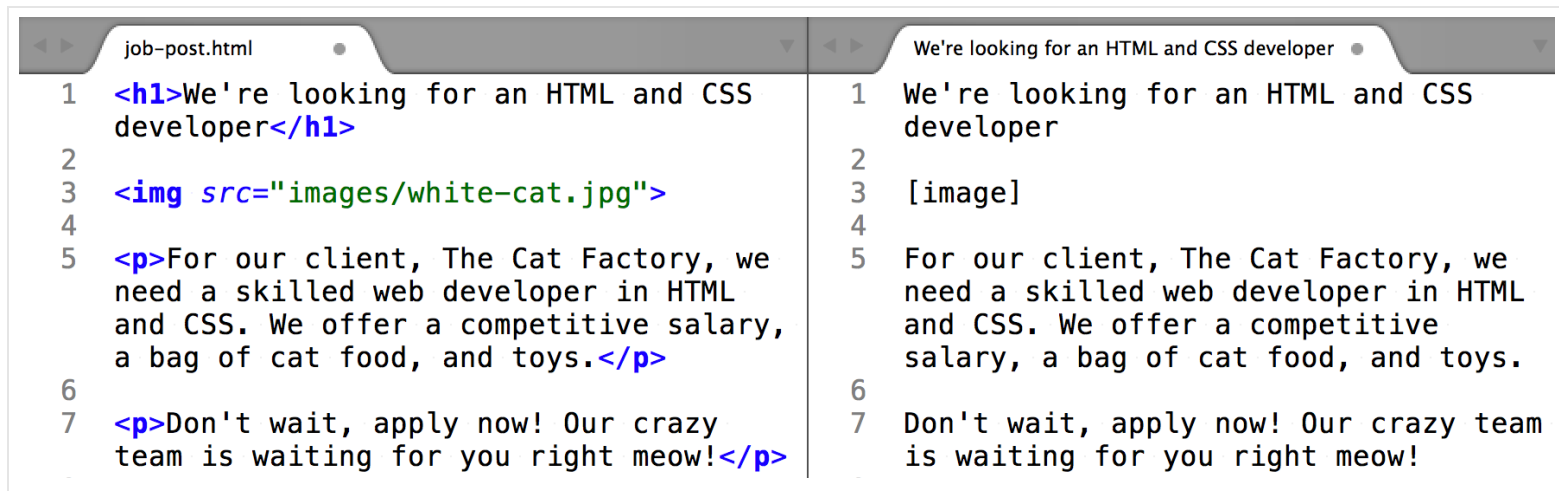 job-post.html
1 <h1>We're looking for an HTML and CSS
developer</h1>
2
3 <img src="images/white-cat.jpg">
4
5 <p>For our client, The Cat Factory, we
need a skilled web developer in HTML
and CSS. We offer a competitive salary,
a bag of cat food, and toys.</p>
6
7 <p>Don't wait, apply now! Our crazy
team is waiting for you right meow!</p>
We're looking for an HTML and CSS developer
1 We're looking for an HTML and CSS
developer
2
3 [image]
4
5 For our client, The Cat Factory, we
need a skilled web developer in HTML
and CSS. We offer a competitive
salary, a bag of cat food, and toys.
6
7 Don't wait, apply now! Our crazy team
is waiting for you right meow!